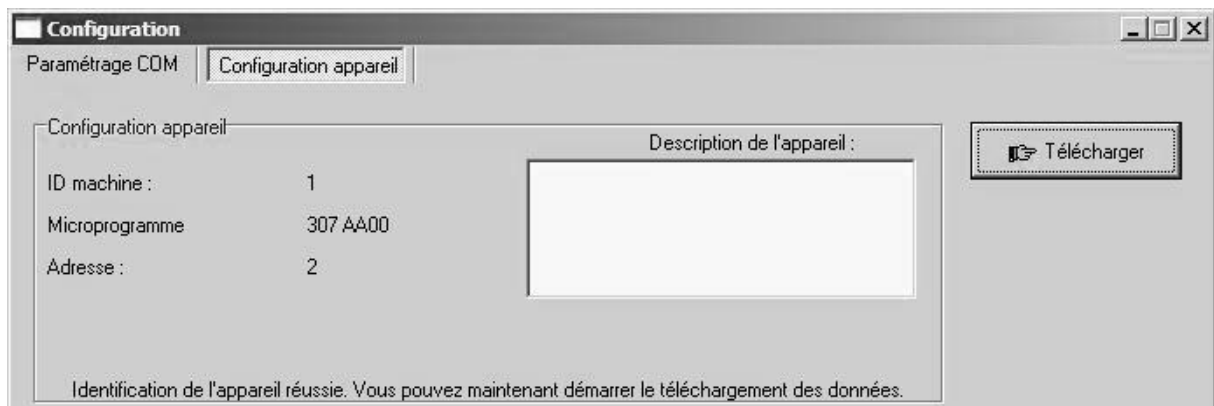 Configuration
Paramétrage COM Configuration appareil
Configuration appareil
Description de l'appareil :
Télécharger
ID machine : 1
Microprogramme 307 AA00
Adresse : 2
Identification de l'appareil réussie. Vous pouvez maintenant démarrer le téléchargement des données.